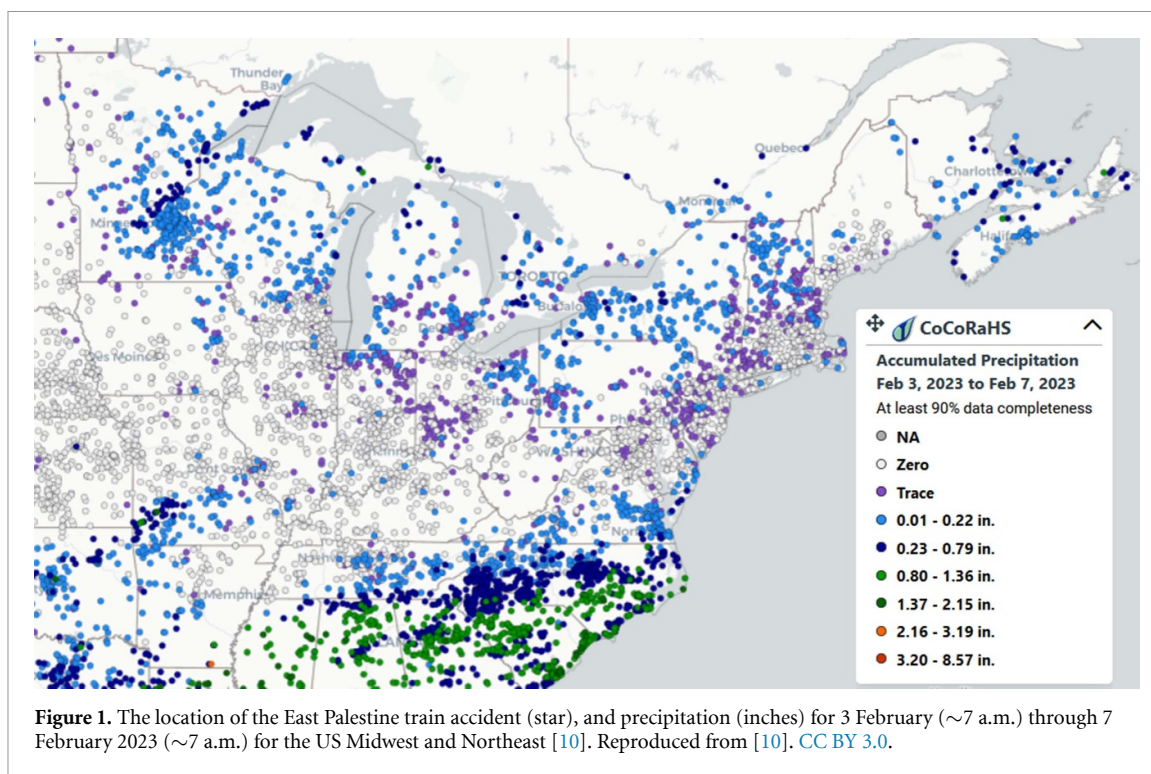 Thunder
Bay
Quebec
Charlottetown
Montreal
Halifax
TORONTO
Buffalo
Des Moines
Memphis
CoCoRaHS
Accumulated Precipitation
Feb 3, 2023 to Feb 7, 2023
At least 90% data completeness
NA
Zero
Trace
0.01 - 0.22 in.
0.23 - 0.79 in.
0.80 - 1.36 in.
1.37 - 2.15 in.
2.16 - 3.19 in.
3.20 - 8.57 in.
Figure 1. The location of the East Palestine train accident (star), and precipitation (inches) for 3 February (∼7 a.m.) through 7
February 2023 (∼7 a.m.) for the US Midwest and Northeast [10]. Reproduced from [10]. CC BY 3.0.